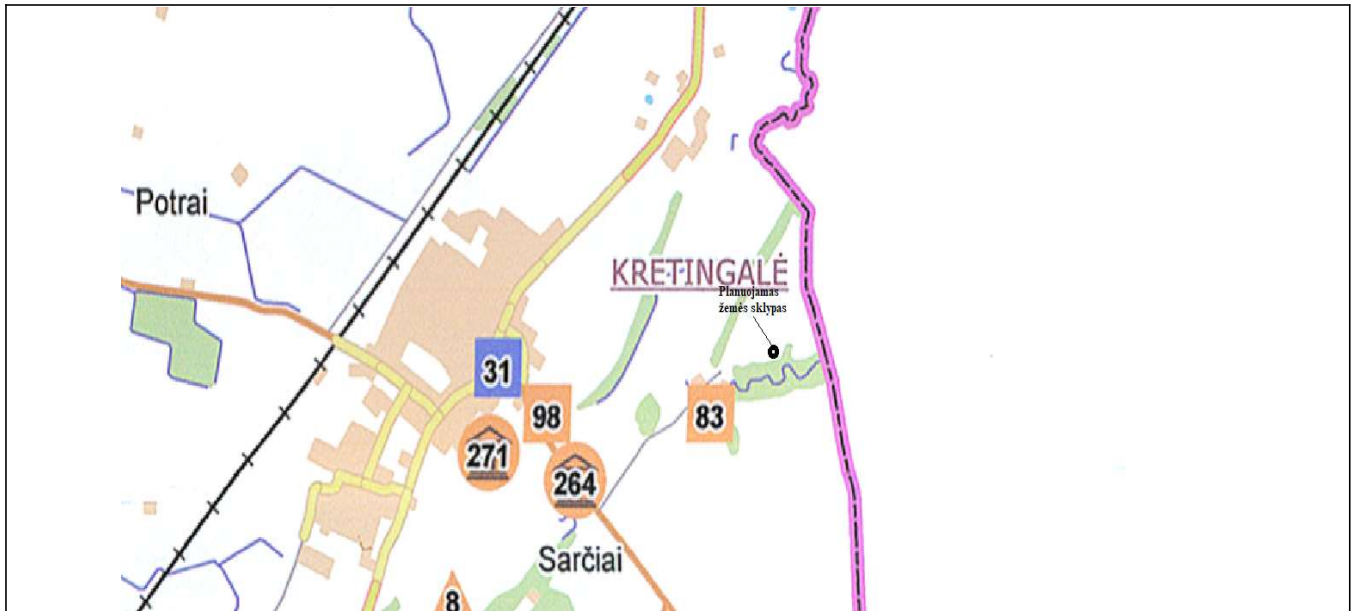 Potrai
KRETINGALĖ
Planuojamas
žemės sklypas
31
98
83
271
264
Sarčiai
8